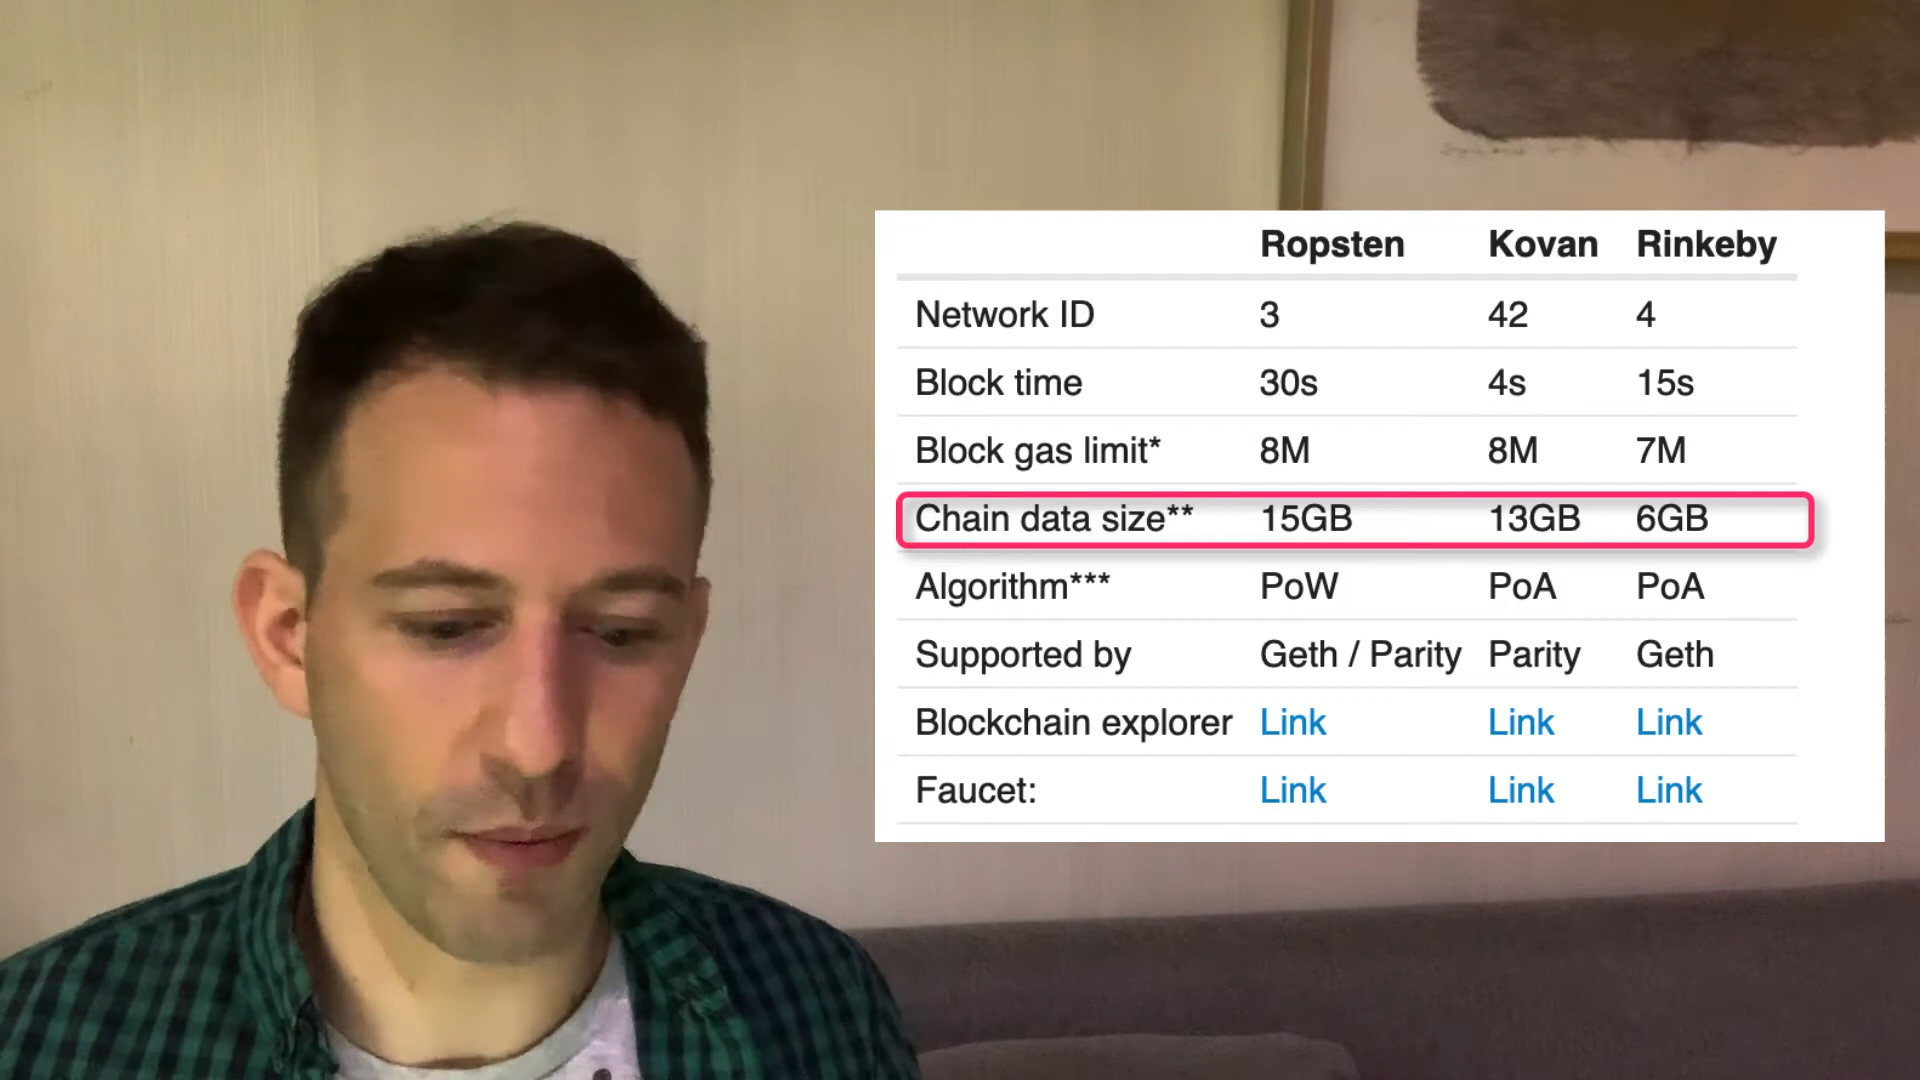 Ropsten Kovan Rinkeby
Network ID 3 42 4
Block time 30s 4s 15s
Block gas limit* 8M 8M 7M
Chain data size** 15GB 13GB 6GB
Algorithm*** PoW PoA PoA
Supported by Geth / Parity Parity Geth
Blockchain explorer Link Link Link
Faucet: Link Link Link